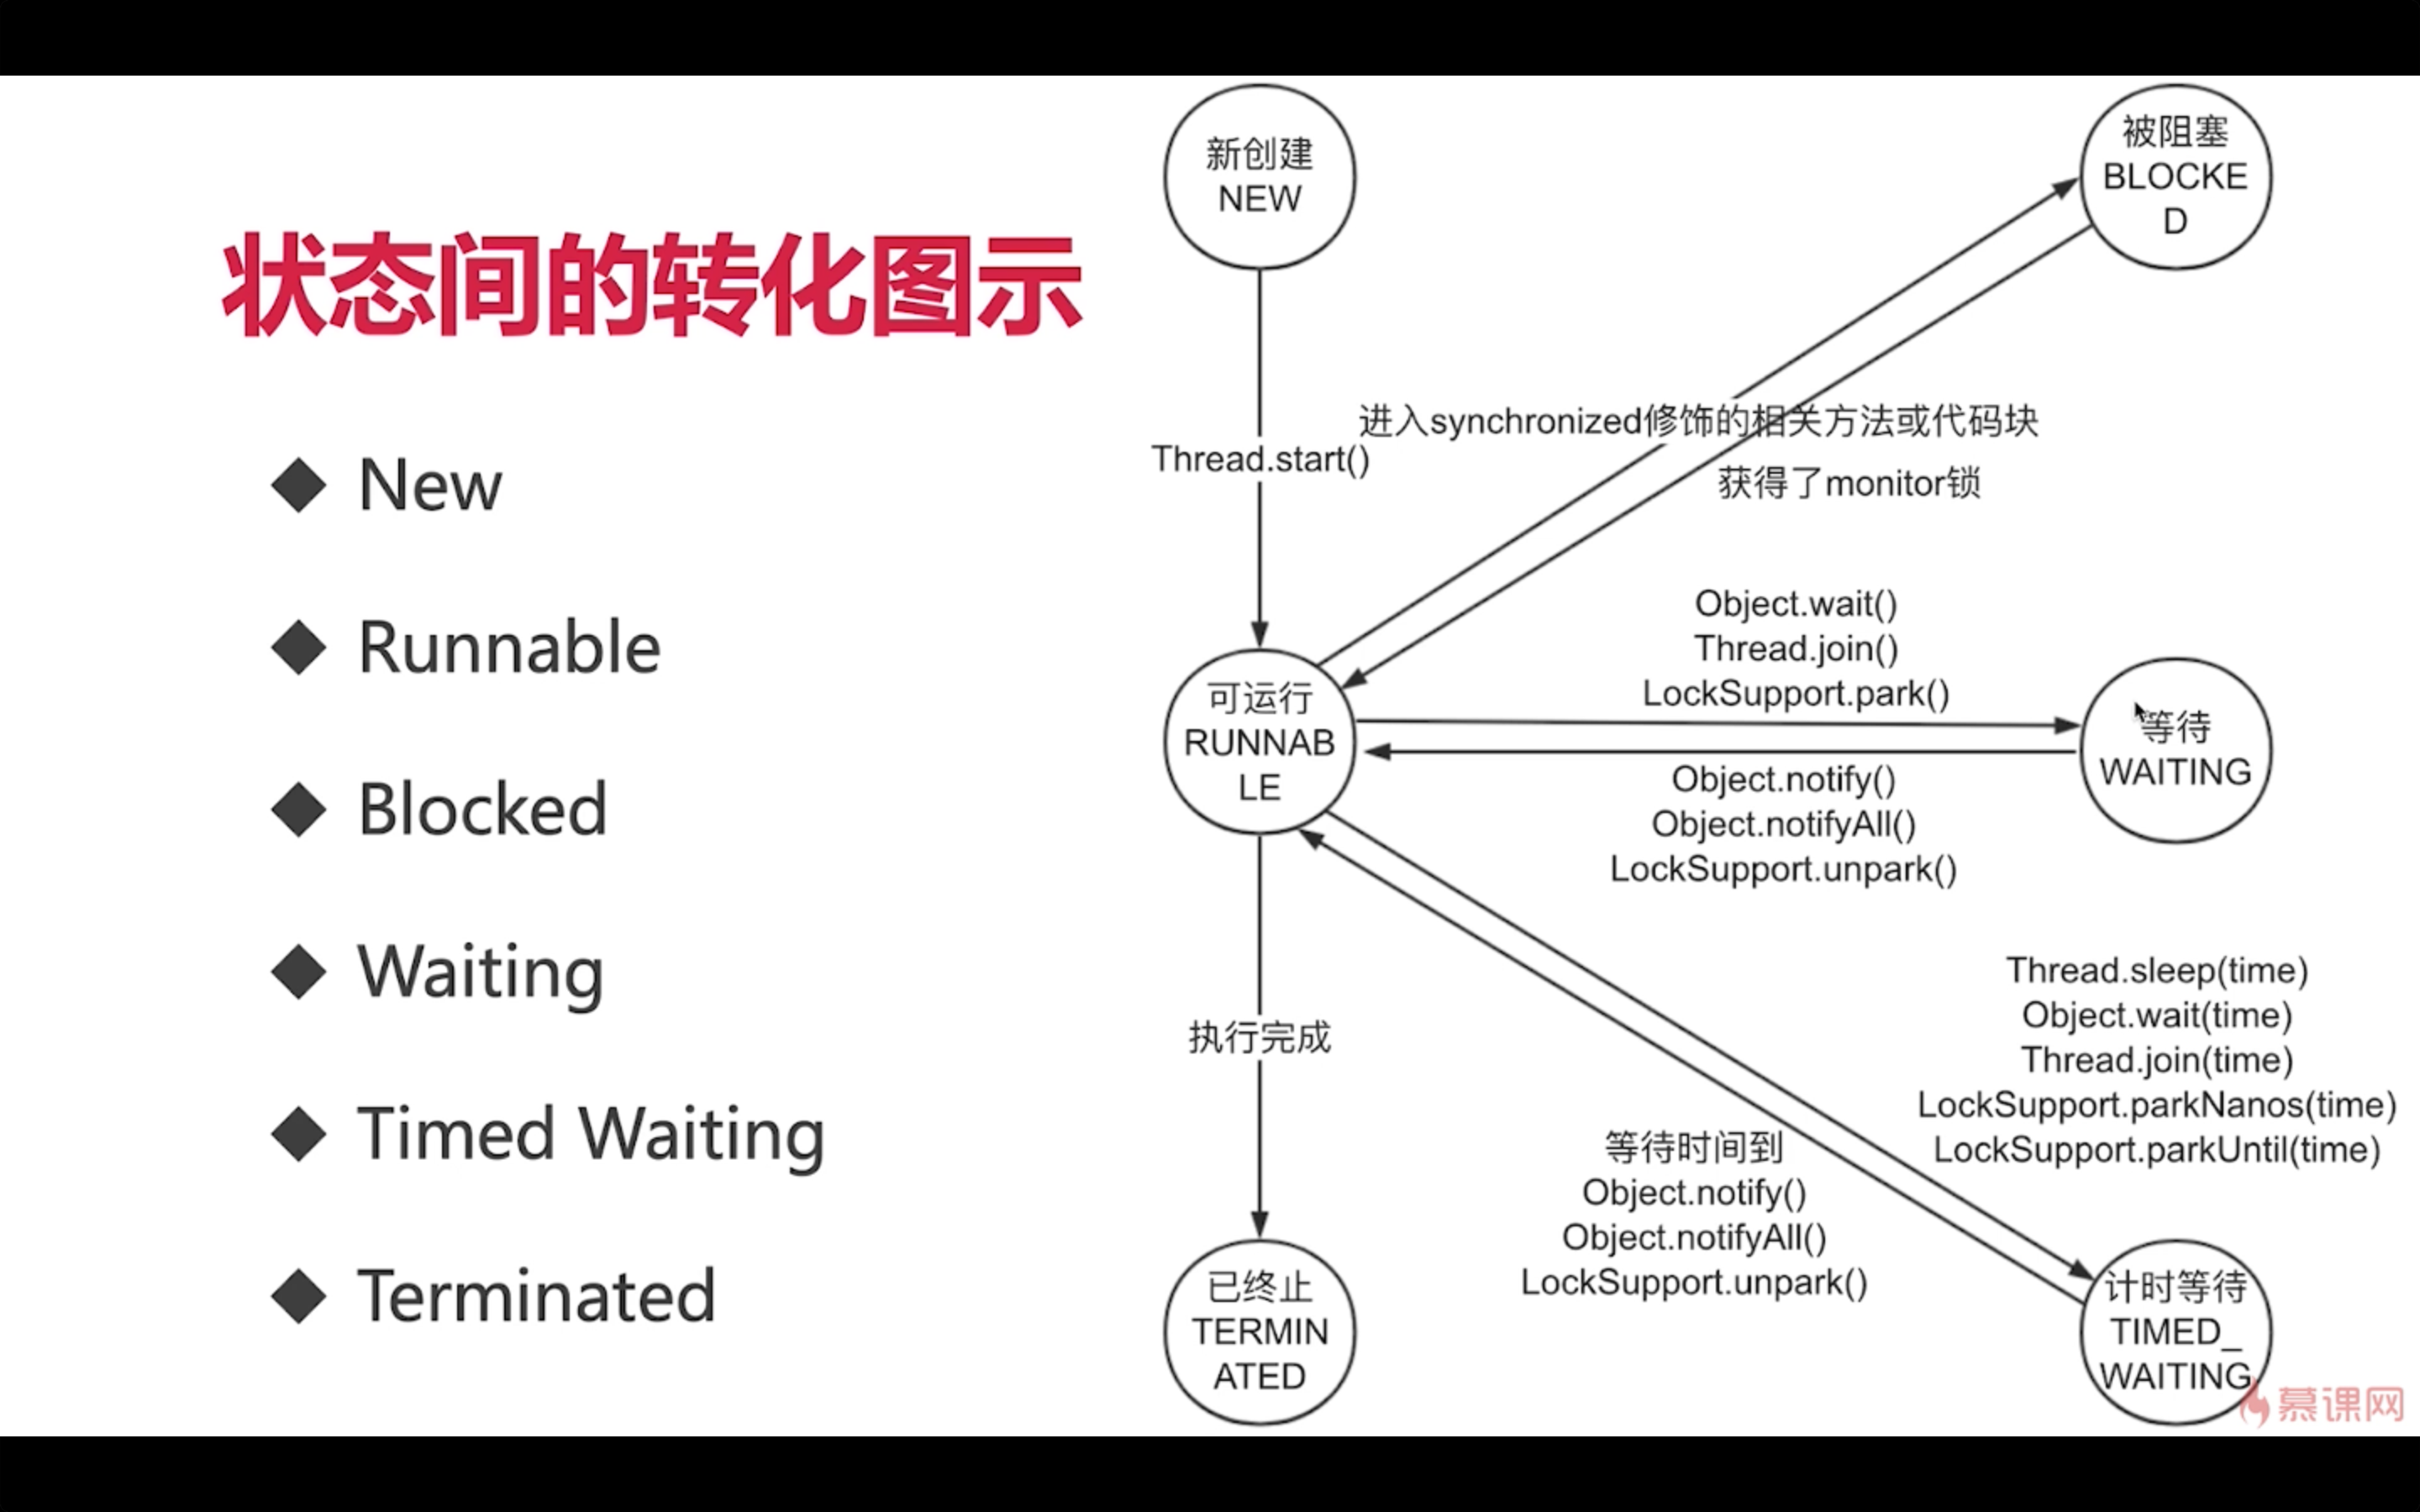 状态间的转化图示
New
Runnable
Blocked
Waiting
Timed Waiting
Terminated
新创建
NEW
被阻塞
BLOCKE
D
进入synchronized修饰的相关方法或代码块
Thread.start()
获得了monitor锁
Object.wait()
Thread.join()
LockSupport.park()
可运行
RUNNAB
LE
等待
WAITING
Object.notify()
Object.notifyAll()
LockSupport.unpark()
Thread.sleep(time)
Object.wait(time)
Thread.join(time)
LockSupport.parkNanos(time)
LockSupport.parkUntil(time)
执行完成
等待时间到
Object.notify()
Object.notifyAll()
LockSupport.unpark()
已终止
TERMIN
ATED
计时等待
TIMED_
WAITING
慕课网